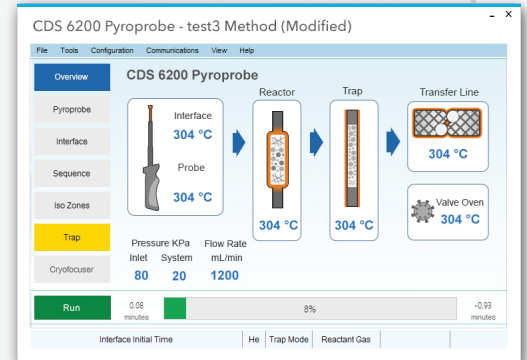 CDS 6200 Pyroprobe - test3 Method (Modified)
File Tools Configuration Communications View Help
Overview
Pyroprobe
Interface
Sequence
Iso Zones
Trap
Cryofocuser
CDS 6200 Pyroprobe
Interface
304 °C
Probe
304 °C
Reactor
304 °C
Trap
304 °C
Transfer Line
304 °C
Valve Oven
304 °C
Pressure KPa Flow Rate
Inlet System mL/min
80 20 1200
Run
0.08
minutes
8%
-0.93
minutes
Interface Initial Time He Trap Mode Reactant Gas